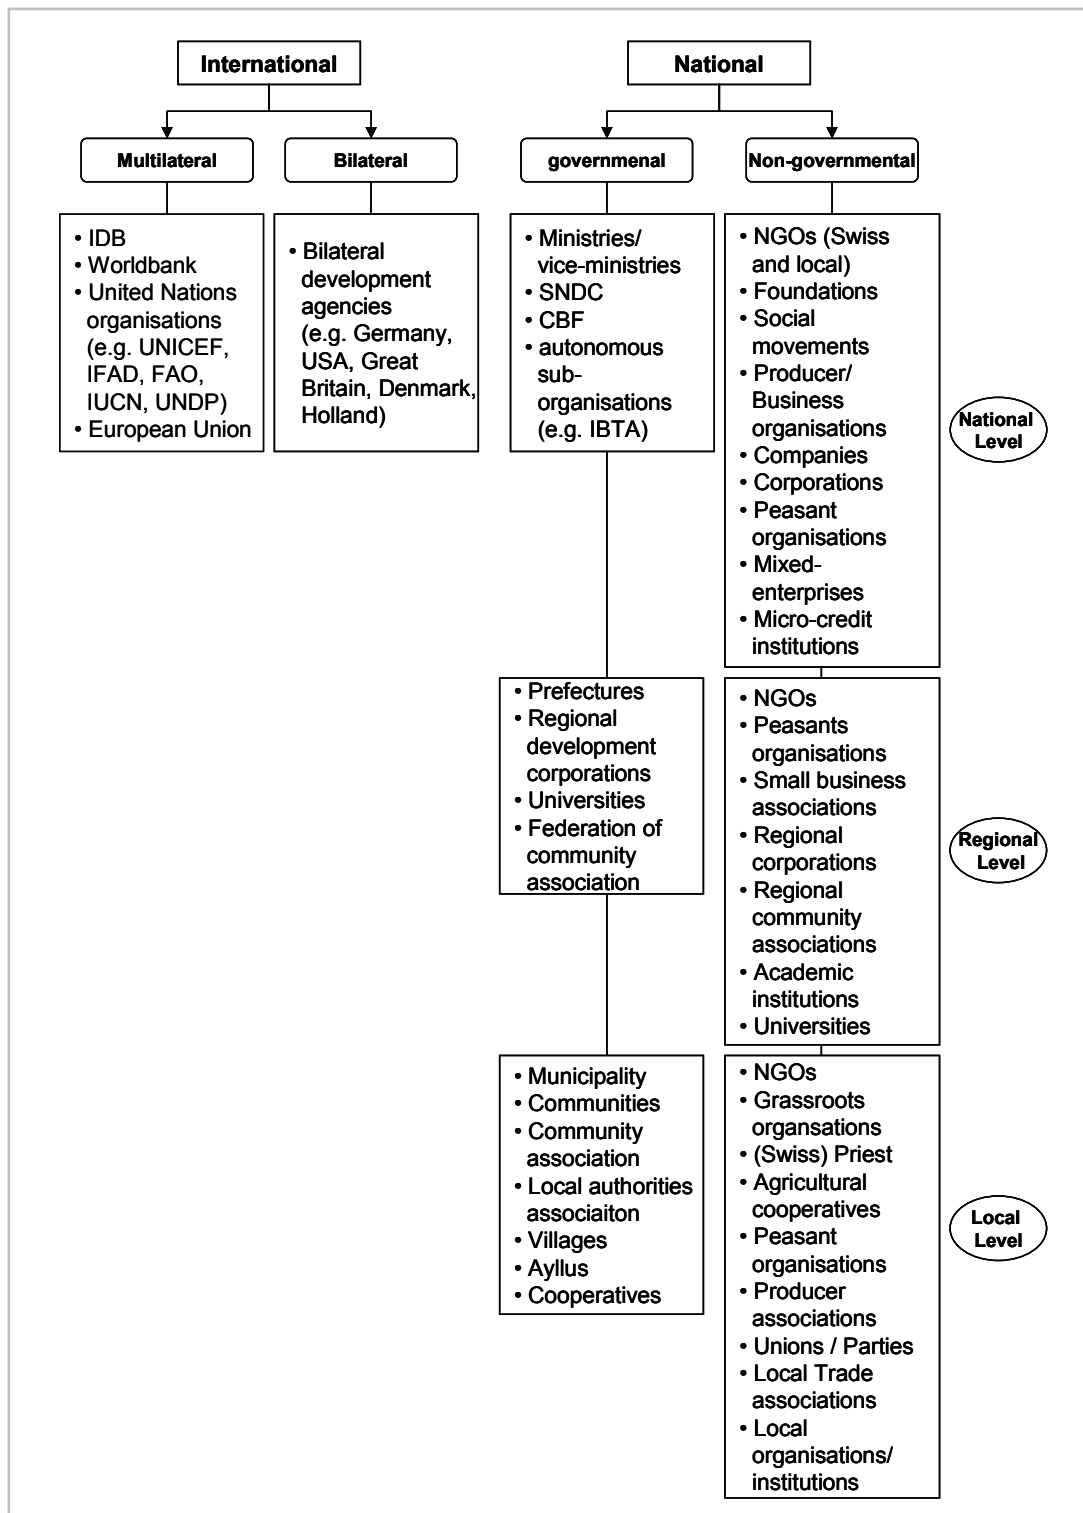 International
National
Multilateral
Bilateral
governmenal
Non-governmental
• IDB
• Worldbank
• United Nations
organisations
(e.g. UNICEF,
IFAD, FAO,
IUCN, UNDP)
• European Union
• Bilateral
development
agencies
(e.g. Germany,
USA, Great
Britain, Denmark,
Holland)
• Ministries/
vice-ministries
• SNDC
• CBF
• autonomous
sub-
organisations
(e.g. IBTA)
• NGOs (Swiss
and local)
• Foundations
• Social
movements
• Producer/
Business
organisations
• Companies
• Corporations
• Peasant
organisations
• Mixed-
enterprises
• Micro-credit
institutions
National
Level
• Prefectures
• Regional
development
corporations
• Universities
• Federation of
community
association
• NGOs
• Peasants
organisations
• Small business
associations
• Regional
corporations
• Regional
community
associations
• Academic
institutions
• Universities
Regional
Level
• Municipality
• Communities
• Community
association
• Local authorities
associaiton
• Villages
• Ayllus
• Cooperatives
• NGOs
• Grassroots
organsations
• (Swiss) Priest
• Agricultural
cooperatives
• Peasant
organisations
• Producer
associations
• Unions / Parties
• Local Trade
associations
• Local
organisations/
institutions
Local
Level